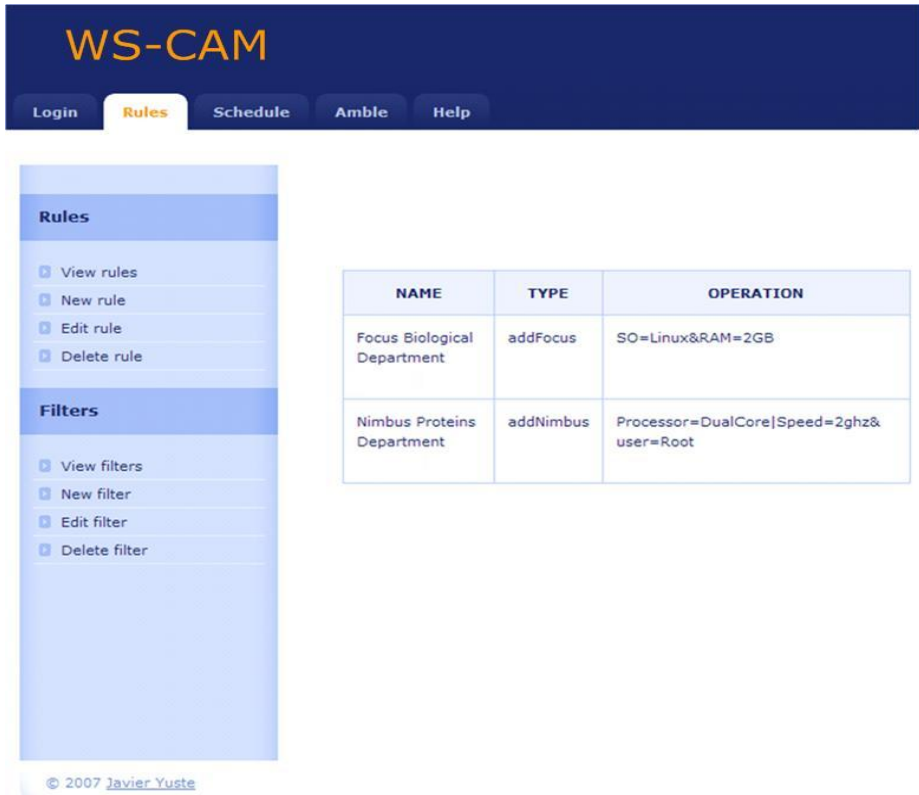 WS-CAM
Login Rules Schedule Amble Help
Rules
View rules
New rule
Edit rule
Delete rule
Filters
View filters
New filter
Edit filter
Delete filter
NAME TYPE OPERATION
Focus Biological addFocus SO=Linux&RAM=2GB
Department
Nimbus Proteins addNimbus Processor=DualCore|Speed=2ghz&
Department user=Root
© 2007 Javier Yuste